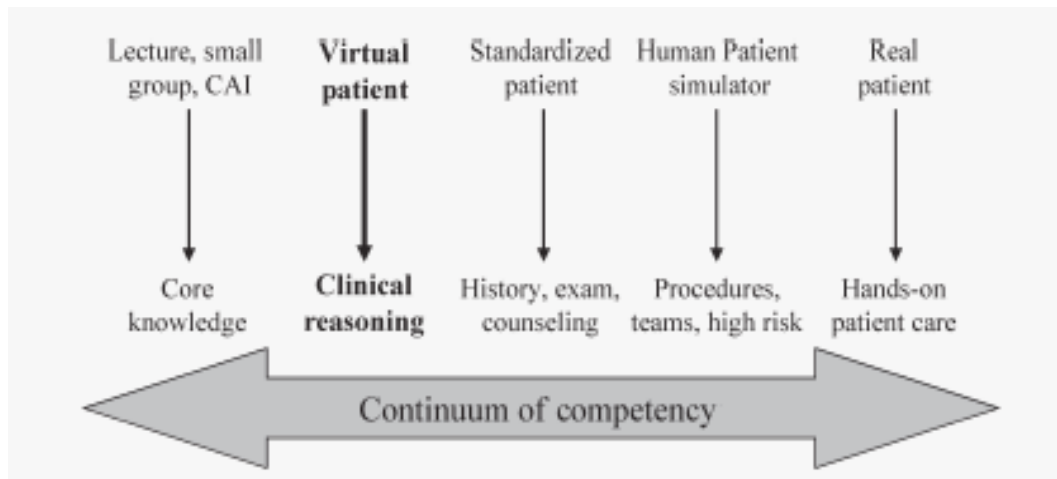 Lecture, small
group, CAI
Virtual
patient
Standardized
patient
Human Patient
simulator
Real
patient
Core
knowledge
Clinical
reasoning
History, exam,
counseling
Procedures,
teams, high risk
Hands-on
patient care
Continuum of competency